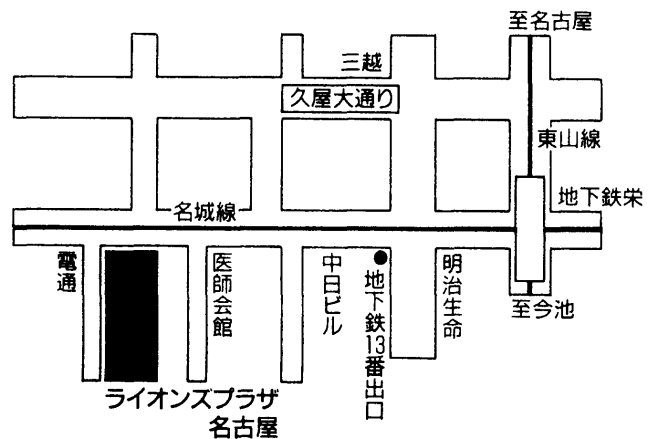 至名古屋
三越
久屋大通り
東山線
地下鉄栄
名城線
電通
医師会館
中日ビル
地下鉄13番出口
明治生命
至今池
ライオンズプラザ
名古屋